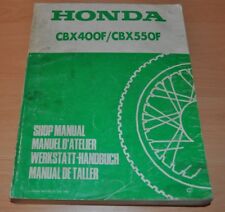 HONDA
CBX400F/CBX550F
SHOP MANUAL
MANUEL D'ATELIER
WERKSTATT-HANDBUCH
MANUAL DE TALLER